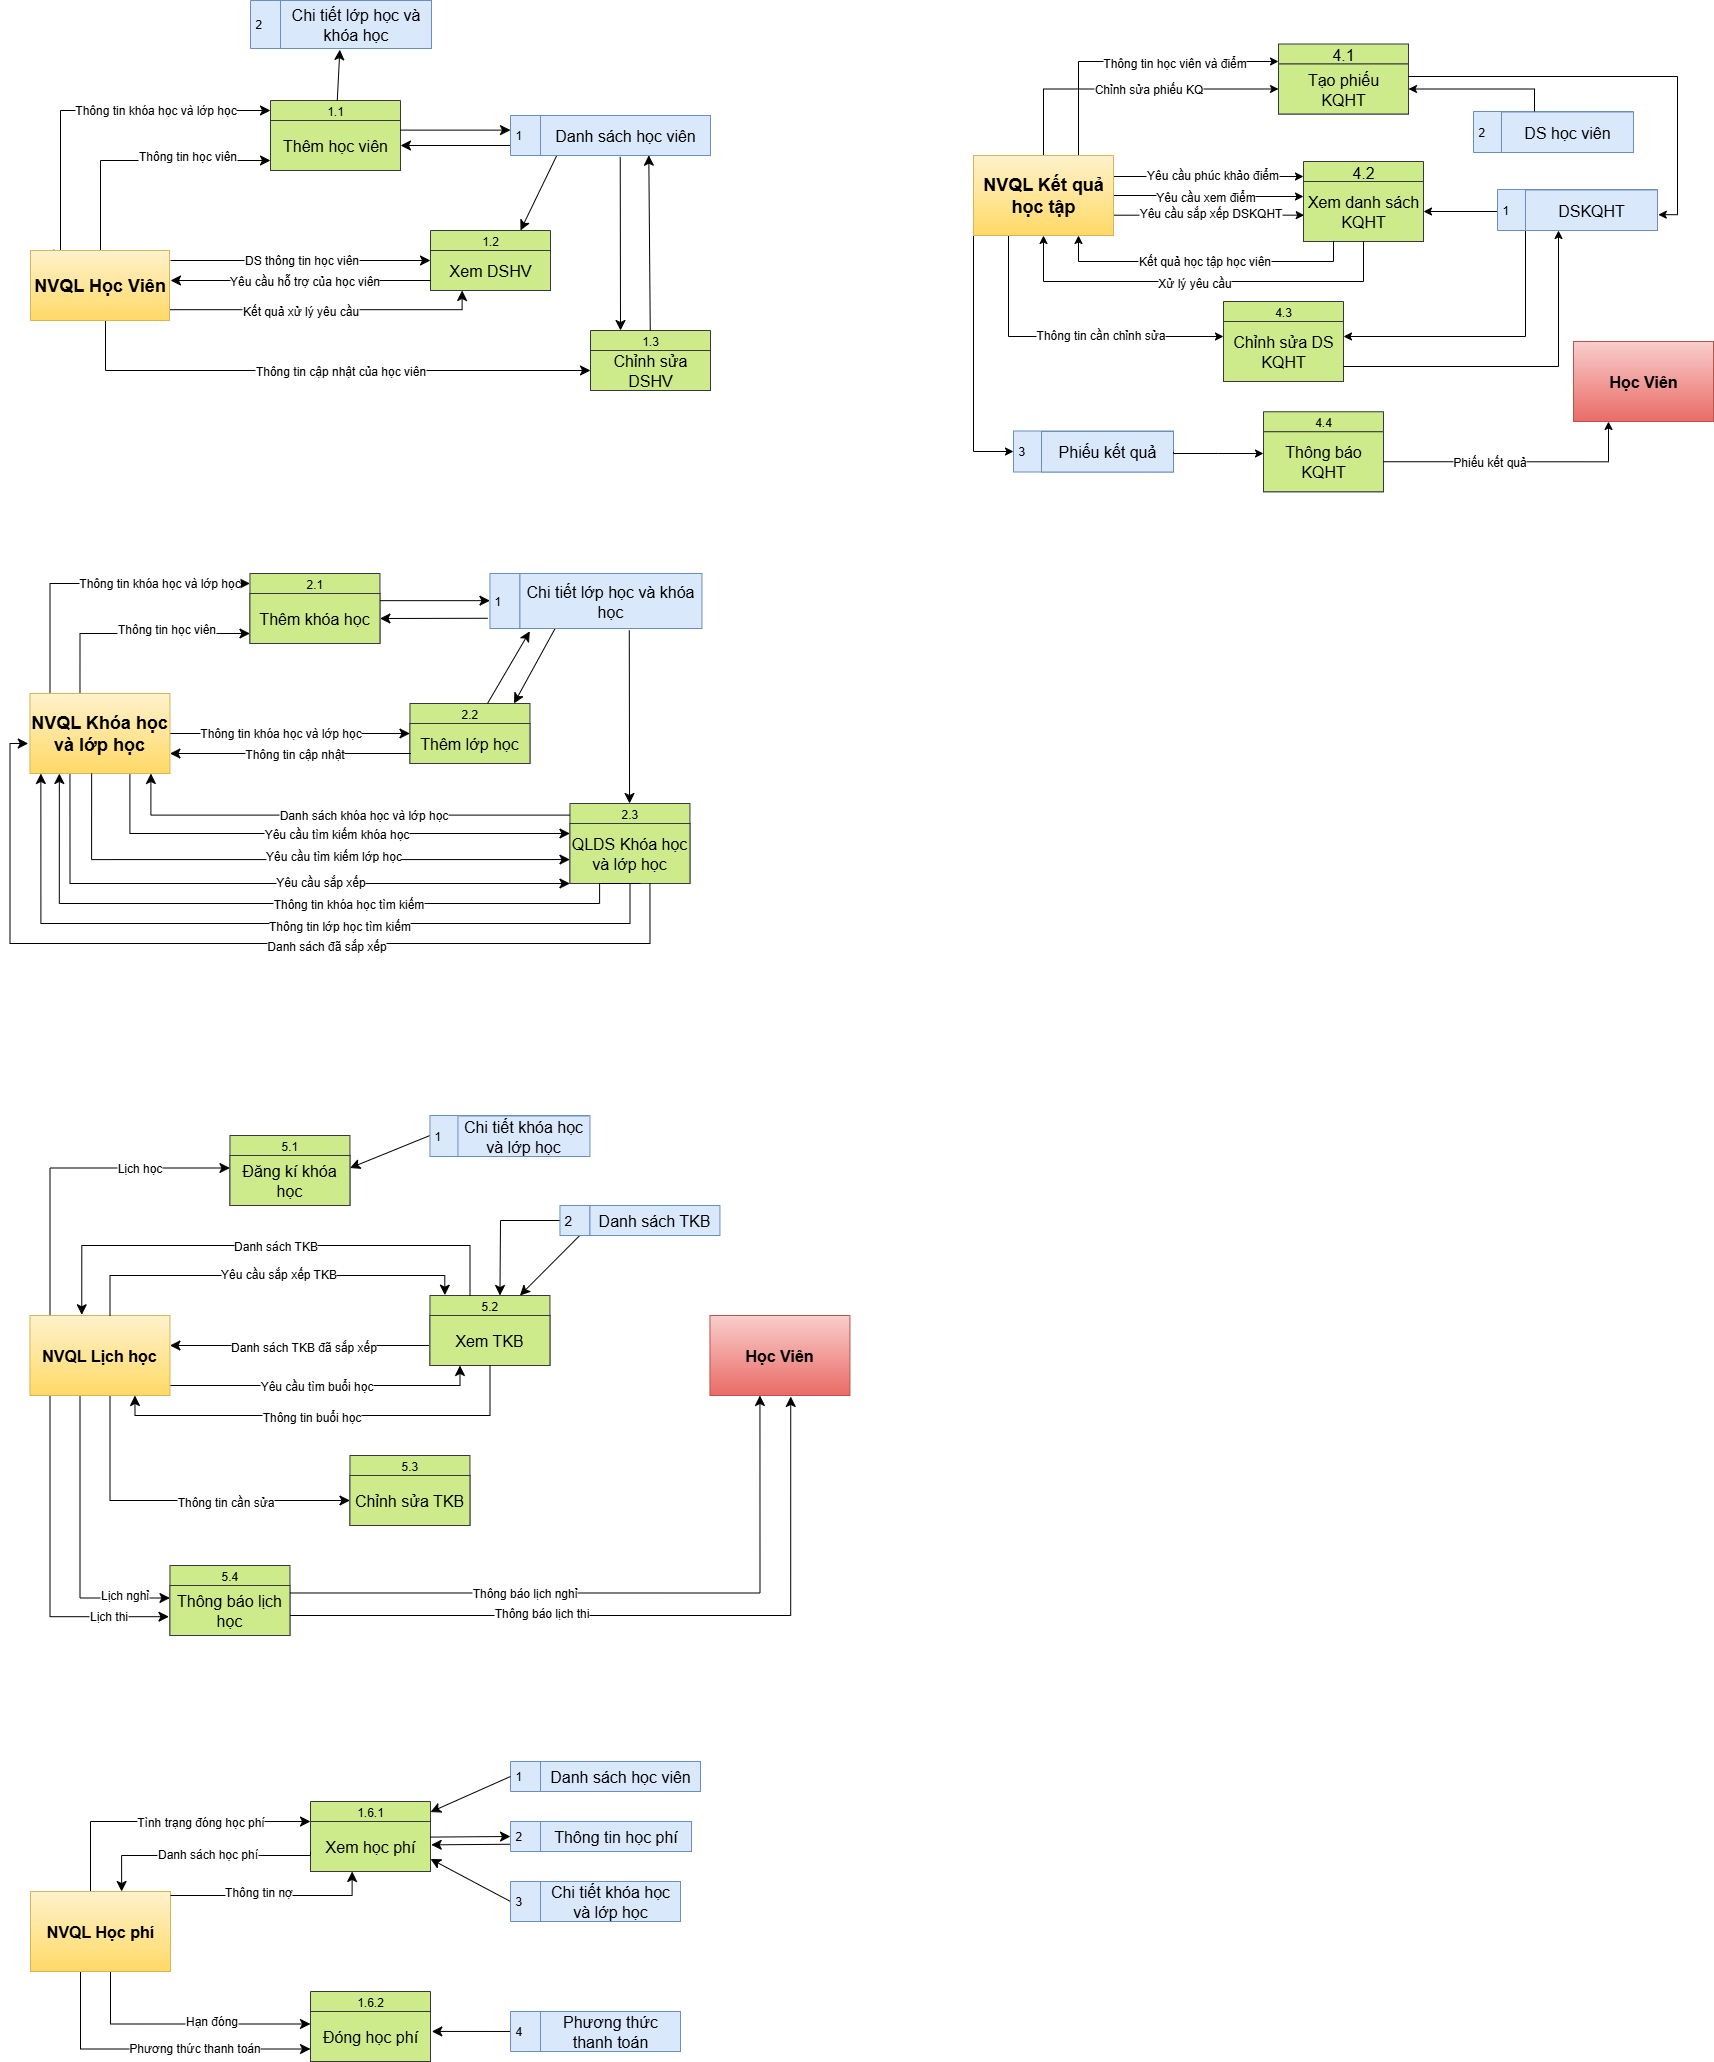 2
Chi tiết lớp học và
khóa học
Thông tin khóa học và lớp học
1.1
Thêm học viên
Thông tin học viên
1
Danh sách học viên
NVQL Học Viên
DS thông tin học viên
Yêu cầu hỗ trợ của học viên
Kết quả xử lý yêu cầu
1.2
Xem DSHV
Thông tin cập nhật của học viên
1.3
Chỉnh sửa
DSHV
Thông tin học viên và điểm
Chỉnh sửa phiếu KQ
4.1
Tạo phiếu
KQHT
2
DS học viên
NVQL Kết quả
học tập
Yêu cầu phúc khảo điểm
Yêu cầu xem điểm
Yêu cầu sắp xếp DSKQHT
4.2
Xem danh sách
KQHT
1
DSKQHT
Kết quả học tập học viên
Xử lý yêu cầu
Thông tin cần chỉnh sửa
4.3
Chỉnh sửa DS
KQHT
Học Viên
3
Phiếu kết quả
4.4
Thông báo
KQHT
Phiếu kết quả
Thông tin khóa học và lớp học
2.1
Thêm khóa học
Thông tin học viên
1
Chi tiết lớp học và khóa
học
NVQL Khóa học
và lớp học
Thông tin khóa học và lớp học
Thông tin cập nhật
2.2
Thêm lớp học
Danh sách khóa học và lớp học
Yêu cầu tìm kiếm khóa học
Yêu cầu tìm kiếm lớp học
Yêu cầu sắp xếp
2.3
QLDS Khóa học
và lớp học
Thông tin khóa học tìm kiếm
Thông tin lớp học tìm kiếm
Danh sách đã sắp xếp
Lịch học
5.1
Đăng kí khóa
học
1
Chi tiết khóa học
và lớp học
2
Danh sách TKB
Danh sách TKB
Yêu cầu sắp xếp TKB
5.2
Xem TKB
NVQL Lịch học
Danh sách TKB đã sắp xếp
Yêu cầu tìm buổi học
Thông tin buổi học
Học Viên
Thông tin cần sửa
5.3
Chỉnh sửa TKB
Lịch nghỉ
Lịch thi
5.4
Thông báo lịch
học
Thông báo lịch nghỉ
Thông báo lịch thi
1
Danh sách học viên
Tình trạng đóng học phí
Danh sách học phí
Thông tin nợ
1.6.1
Xem học phí
2
Thông tin học phí
3
Chi tiết khóa học
và lớp học
NVQL Học phí
Hạn đóng
Phương thức thanh toán
1.6.2
Đóng học phí
4
Phương thức
thanh toán